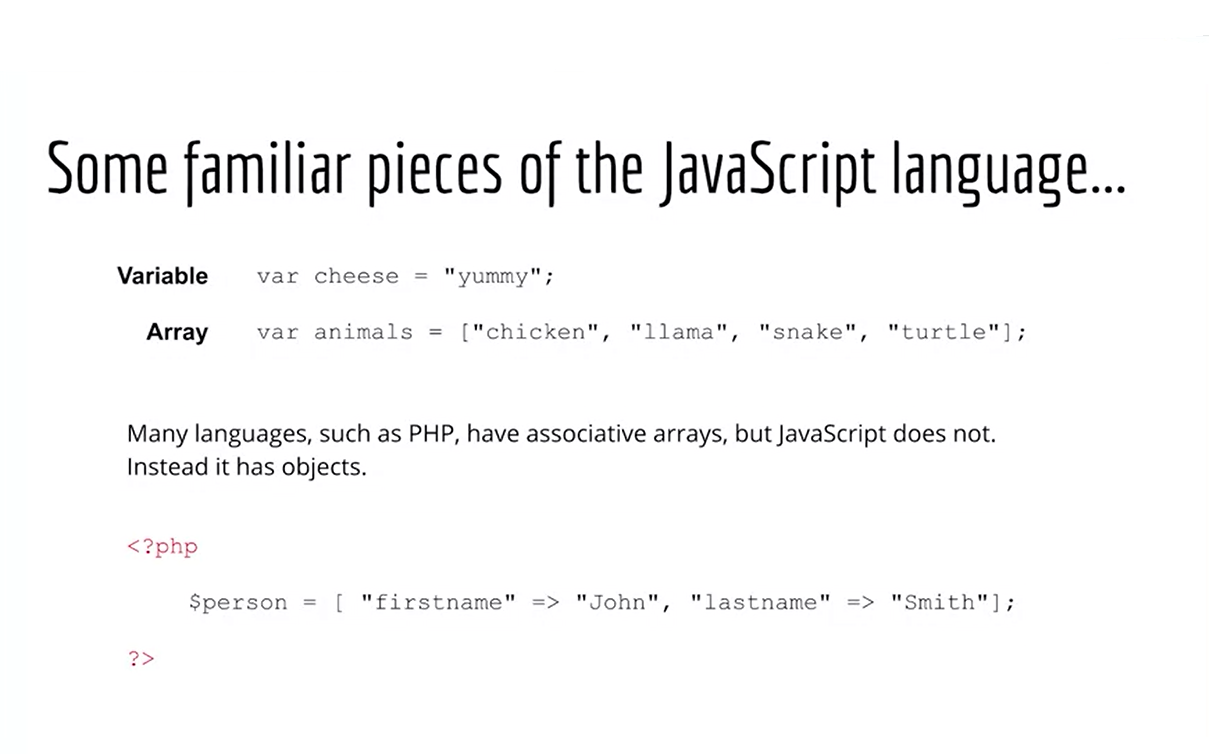 Some familiar pieces of the JavaScript language...
Variable var cheese = "yummy";
Array var animals = ["chicken", "llama", "snake", "turtle"];
Many languages, such as PHP, have associative arrays, but JavaScript does not.
Instead it has objects.
<?php
$person = [ "firstname" => "John", "lastname" => "Smith"];
?>